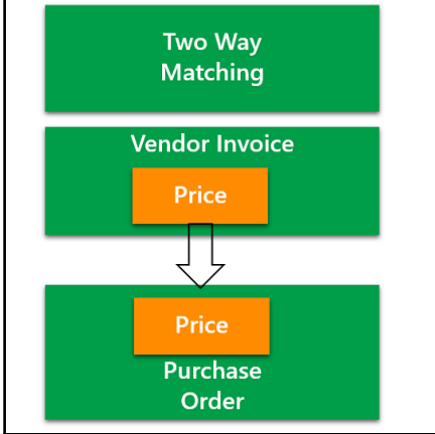 Two Way
Matching
Vendor Invoice
Price
Price
Purchase
Order